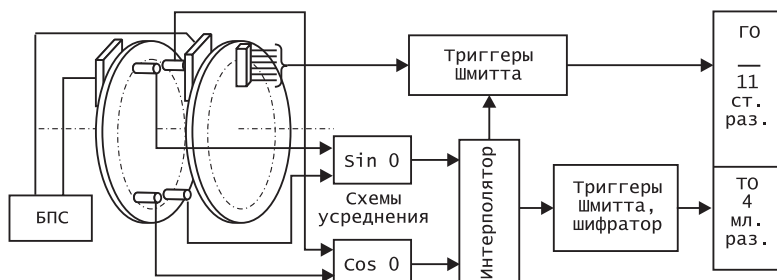 Триггеры
Шмитта
ГО
11
ст.
раз.
Sin 0
Схемы
усреднения
Cos 0
Интерполятор
Триггеры
Шмитта,
шифратор
ТО
4
мл.
раз.
БПС